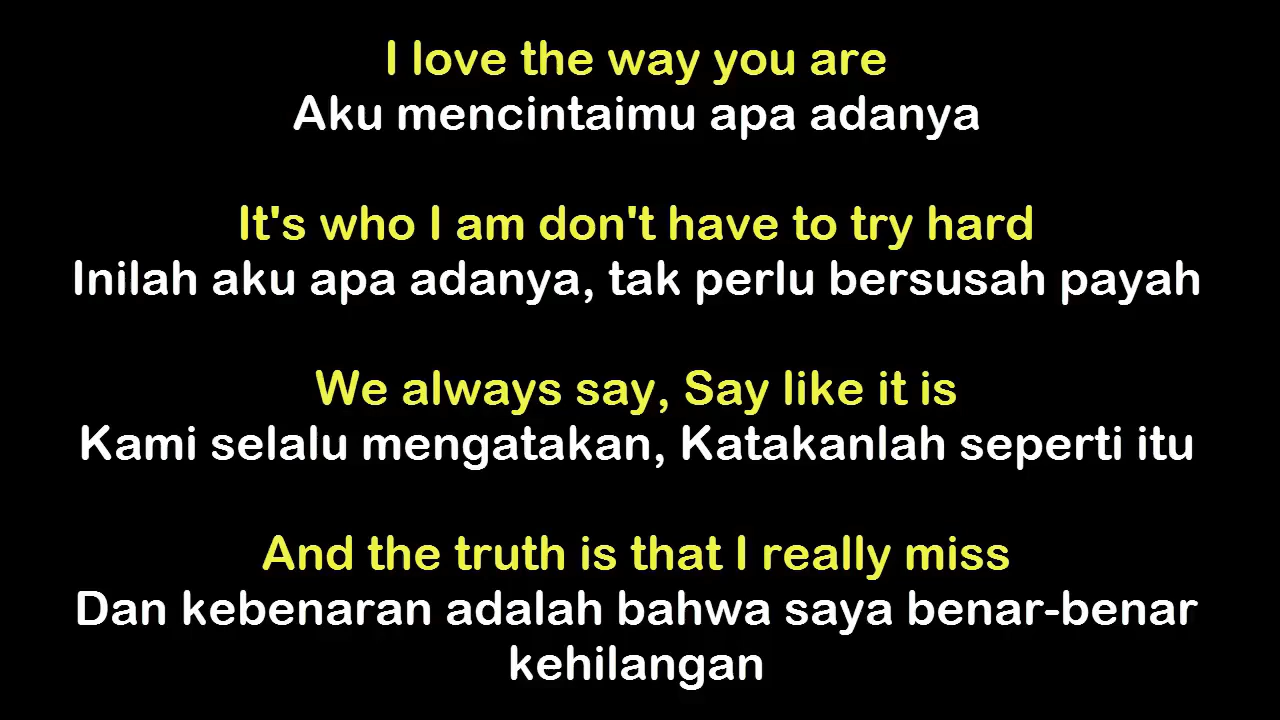 I love the way you are
Aku mencintaimu apa adanya
It's who I am don't have to try hard
Inilah aku apa adanya, tak perlu bersusah payah
We always say, Say like it is
Kami selalu mengatakan, Katakanlah seperti itu
And the truth is that I really miss
Dan kebenaran adalah bahwa saya benar-benar
kehilangan